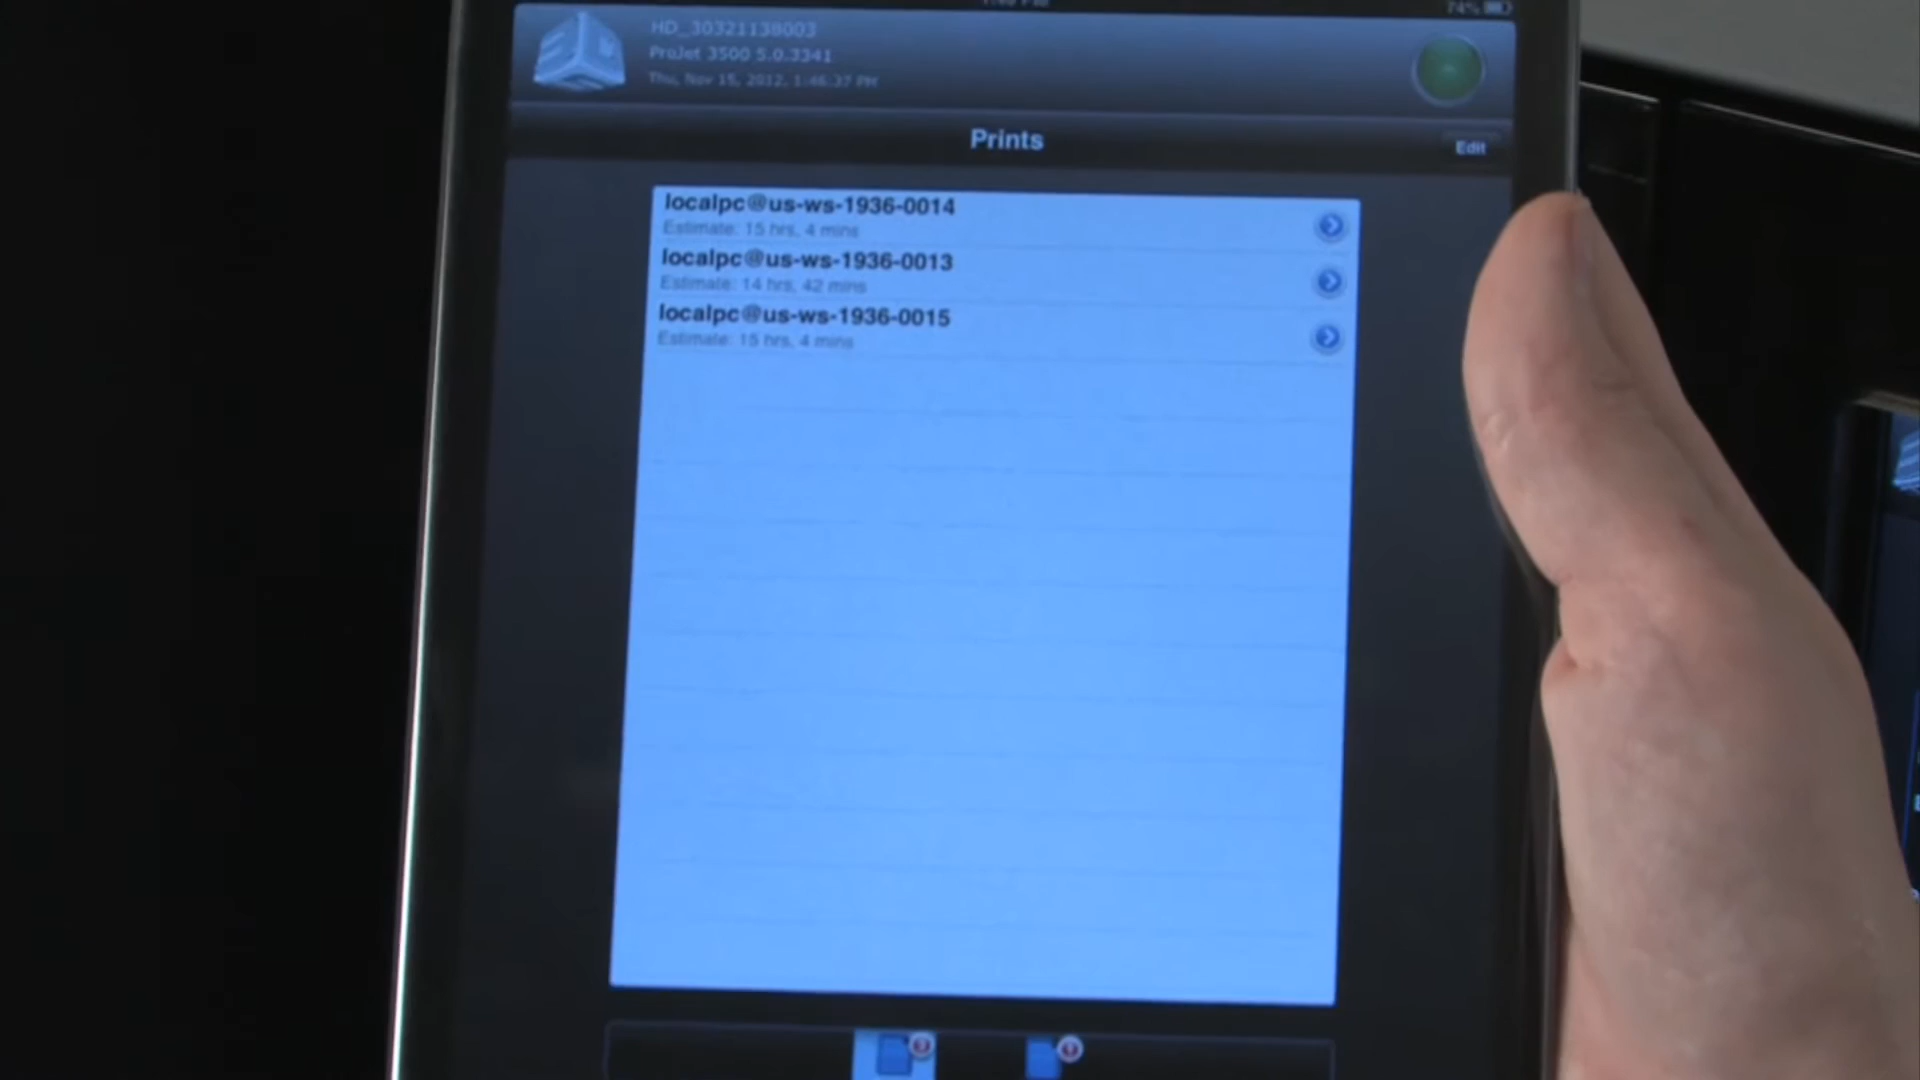 74%
HD_30321138003
ProJet 3500 5.0.3341
Thu, Nov 15, 2012, 1:46:37 PM
Prints
Edit
localpc@us-ws-1936-0014
Estimate: 15 hrs, 4 mins
localpc@us-ws-1936-0013
Estimate: 14 hrs, 42 mins
localpc@us-ws-1936-0015
Estimate: 15 hrs, 4 mins